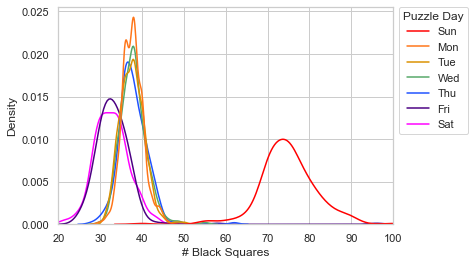 Puzzle Day
Sun
Mon
Tue
Wed
Thu
Fri
Sat
0.025
0.020
0.015
0.010
0.005
0.000
Density
20 30 40 50 60 70 80 90 100
# Black Squares